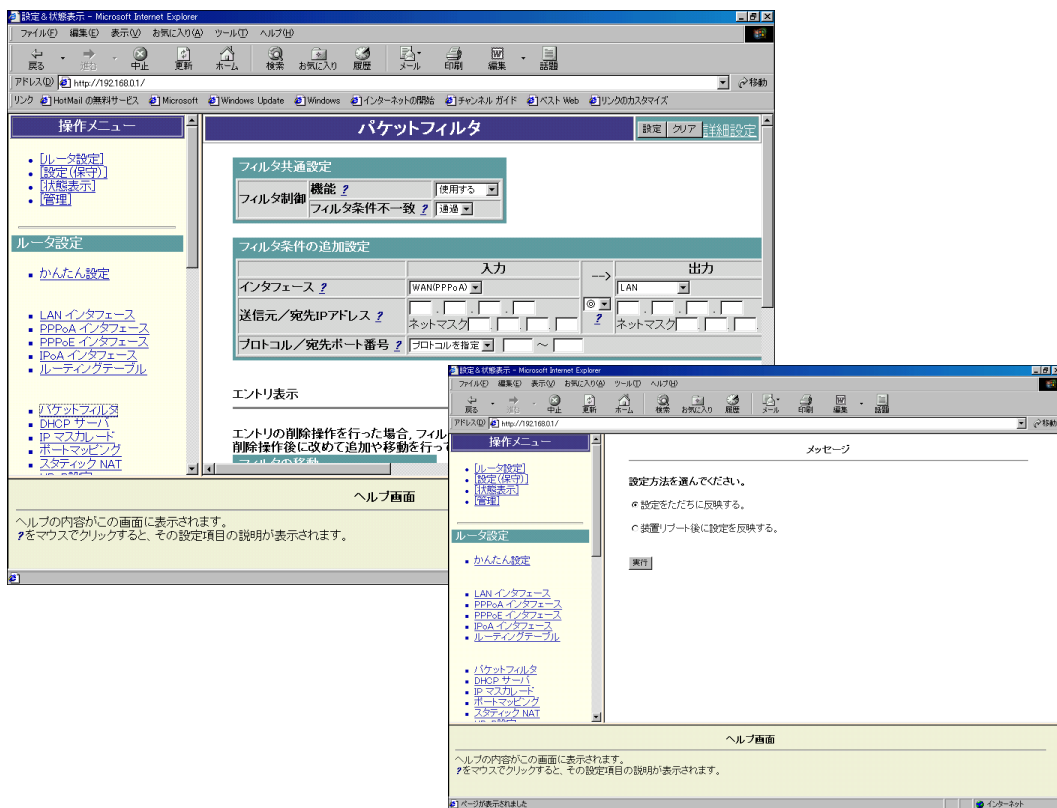 設定&状態表示 - Microsoft Internet Explorer
ファイル(F) 編集(E) 表示(V) お気に入り(A) ツール(T) ヘルプ(H)
戻る 進む 中止 更新 ホーム 検索 お気に入り 履歴 メール 印刷 編集 話題
アドレス(D) http://192.168.0.1/ 移動
リンク HotMail の無料サービス Microsoft Windows Update Windows インターネットの開始 チャンネル ガイド ベスト Web リンクのカスタマイズ
操作メニュー
[ルータ設定]
[設定(保守)]
[状態表示]
[管理]
ルータ設定
かんたん設定
LAN インタフェース
PPPoA インタフェース
PPPoE インタフェース
IPoA インタフェース
ルーティングテーブル
パケットフィルタ
DHCP サーバ
IP マスカレード
ポートマッピング
スタティック NAT
パケットフィルタ 設定 クリア 詳細設定
フィルタ共通設定
フィルタ制御 機能 ? 使用する
フィルタ条件不一致 ? 通過
フィルタ条件の追加設定
入力 --> 出力
インタフェース ? WAN(PPPoA) LAN
送信元/宛先IPアドレス ? . . . ◎ . . .
ネットマスク . . . ? ネットマスク . . .
プロトコル/宛先ポート番号 ? プロトコルを指定 ~
エントリ表示
エントリの削除操作を行った場合, フィル
削除操作後に改めて追加や移動を行って
フィルタの移動
ヘルプ画面
ヘルプの内容がこの画面に表示されます。
?をマウスでクリックすると、その設定項目の説明が表示されます。
設定&状態表示 - Microsoft Internet Explorer
ファイル(F) 編集(E) 表示(V) お気に入り(A) ツール(T) ヘルプ(H)
戻る 進む 中止 更新 ホーム 検索 お気に入り 履歴 メール 印刷 編集 話題
アドレス(D) http://192.168.0.1/ 移動
操作メニュー
[ルータ設定]
[設定(保守)]
[状態表示]
[管理]
ルータ設定
かんたん設定
LAN インタフェース
PPPoA インタフェース
PPPoE インタフェース
IPoA インタフェース
ルーティングテーブル
パケットフィルタ
DHCP サーバ
IP マスカレード
ポートマッピング
スタティック NAT
メッセージ
設定方法を選んでください。
設定をただちに反映する。
装置リブート後に設定を反映する。
実行
ヘルプ画面
ヘルプの内容がこの画面に表示されます。
?をマウスでクリックすると、その設定項目の説明が表示されます。
ページが表示されました インターネット